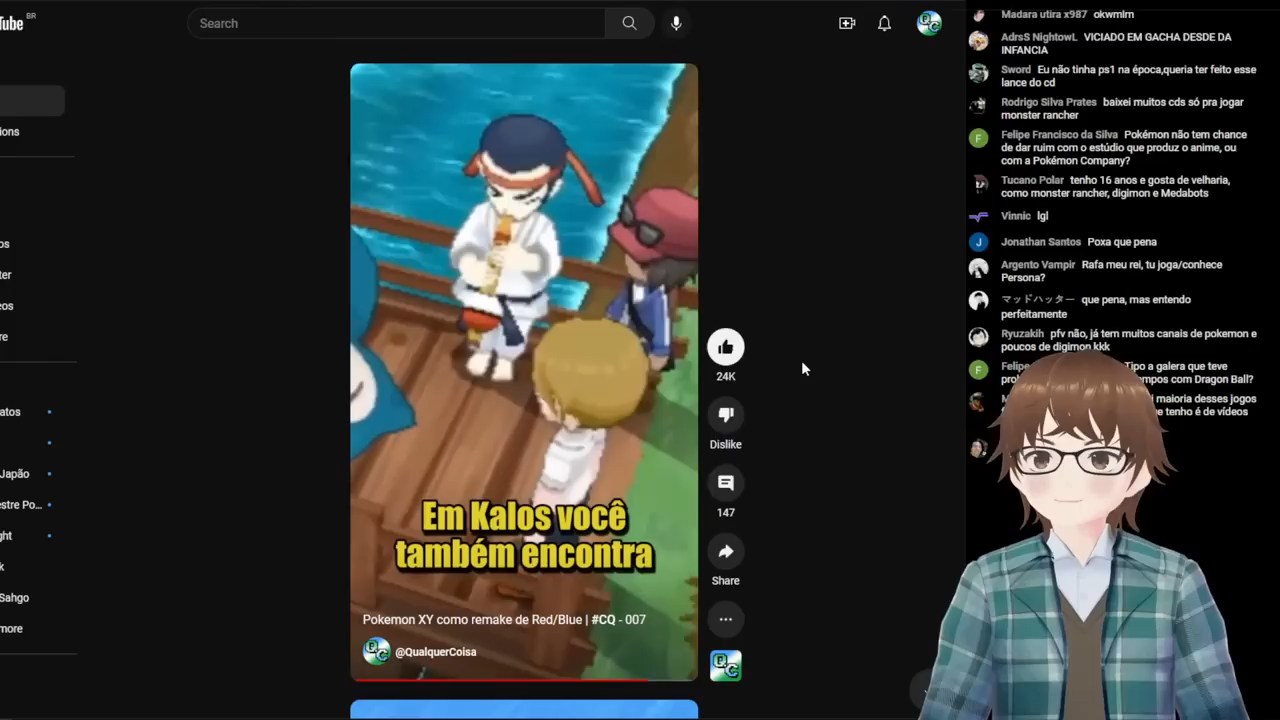 Tube BR
Search
ions
os
ter
eos
re
atos
Japão
estre Po...
ght
k
Sahgo
more
Em Kalos você
também encontra
Pokemon XY como remake de Red/Blue | #CQ - 007
@QualquerCoisa
24K
Dislike
147
Share
Madara utira x987 okwmlm
AdrsS NightowL VICIADO EM GACHA DESDE DA
INFANCIA
Sword Eu não tinha ps1 na época,queria ter feito esse
lance do cd
Rodrigo Silva Prates baixei muitos cds só pra jogar
monster rancher
F Felipe Francisco da Silva Pokémon não tem chance
de dar ruim com o estúdio que produz o anime, ou
com a Pokémon Company?
Tucano Polar tenho 16 anos e gosta de velharia,
como monster rancher, digimon e Medabots
Vinnic lgl
J Jonathan Santos Poxa que pena
Argento Vampir Rafa meu rei, tu joga/conhece
Persona?
マッドハッター que pena, mas entendo
perfeitamente
Ryuzakih pfv não, já tem muitos canais de pokemon e
poucos de digimon kkk
F Felipe Tipo a galera que teve
empos com Dragon Ball?
maioria desses jogos
e tenho é de vídeos